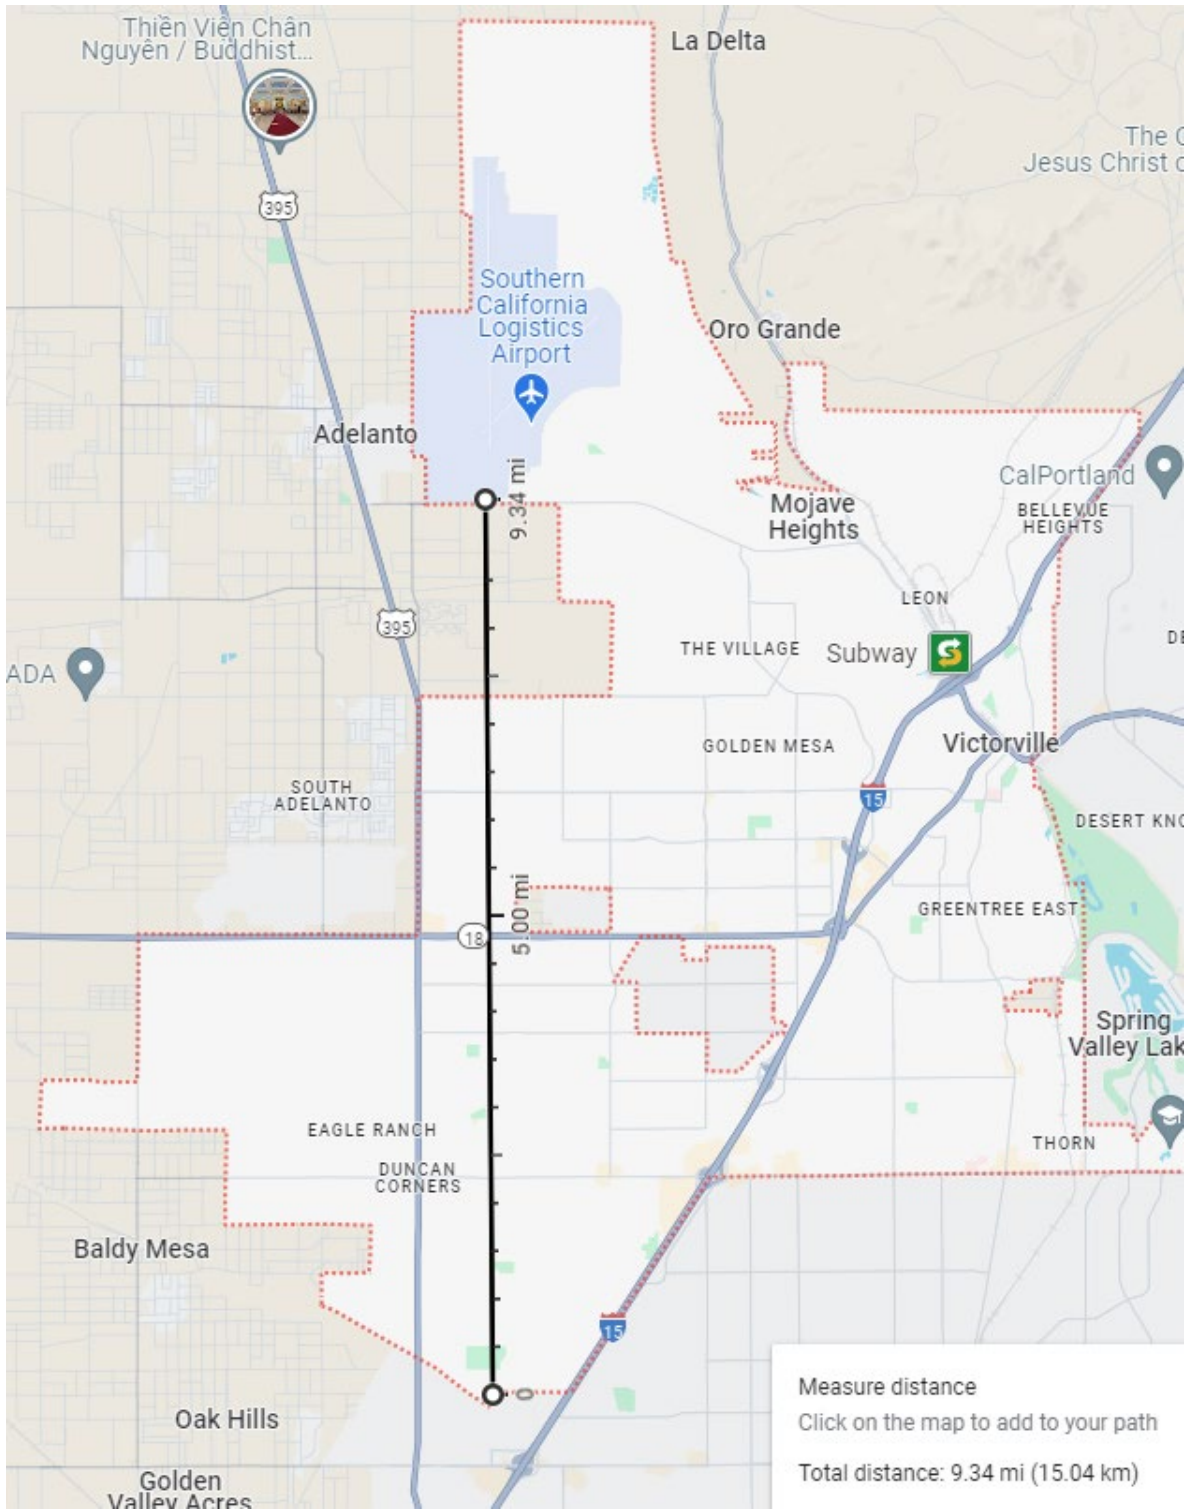 Thiền Viện Chân
Nguyên / Buddhist...
La Delta
The
Jesus Christ
395
Southern
California
Logistics
Airport
Oro Grande
Adelanto
9.34 mi
CalPortland
BELLEVUE
HEIGHTS
Mojave
Heights
LEON
395
THE VILLAGE
Subway
ADA
GOLDEN MESA
Victorville
SOUTH
ADELANTO
15
DESERT KNO
5.00 mi
GREENTREE EAST
18
Spring
Valley Lak
EAGLE RANCH
THORN
DUNCAN
CORNERS
Baldy Mesa
15
0
Oak Hills
Golden
Valley Acres
Measure distance
Click on the map to add to your path
Total distance: 9.34 mi (15.04 km)